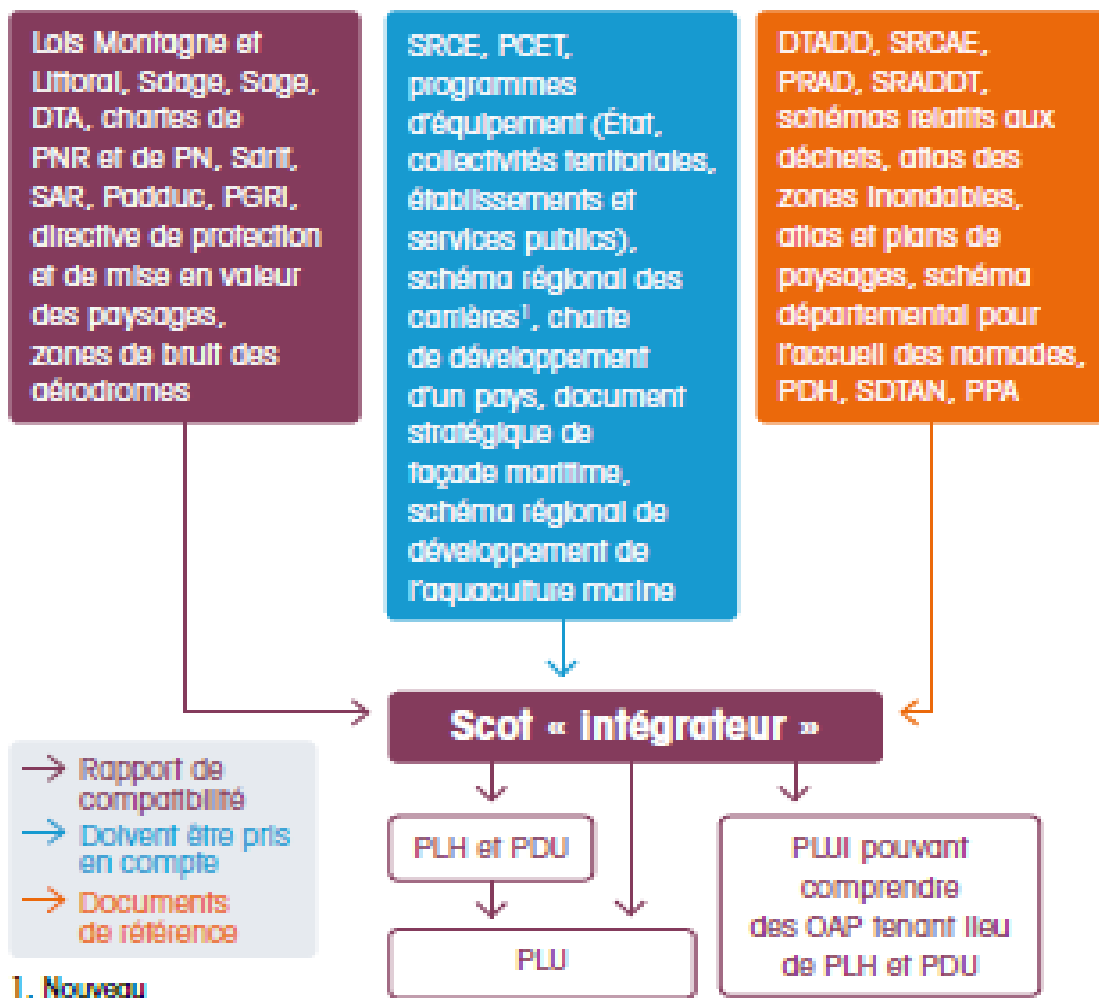 Lois Montagne et
Littoral, Sdage, Sage,
DTA, chartes de
PNR et de PN, Sdrif,
SAR, Padduc, PGRI,
directive de protection
et de mise en valeur
des paysages,
zones de bruit des
aérodromes
SRCE, PCET,
programmes
d'équipement (État,
collectivités territoriales,
établissements et
services publics),
schéma régional des
carrières¹, charte
de développement
d'un pays, document
stratégique de
façade maritime,
schéma régional de
développement de
l'aquaculture marine
DTADD, SRCAE,
PRAD, SRADDT,
schémas relatifs aux
déchets, atlas des
zones inondables,
atlas et plans de
paysages, schéma
départemental pour
l'accueil des nomades,
PDH, SDTAN, PPA
Scot « intégrateur »
Rapport de
compatibilité
Doivent être pris
en compte
Documents
de référence
PLH et PDU
PLU
PLUI pouvant
comprendre
des OAP tenant lieu
de PLH et PDU
1. Nouveau